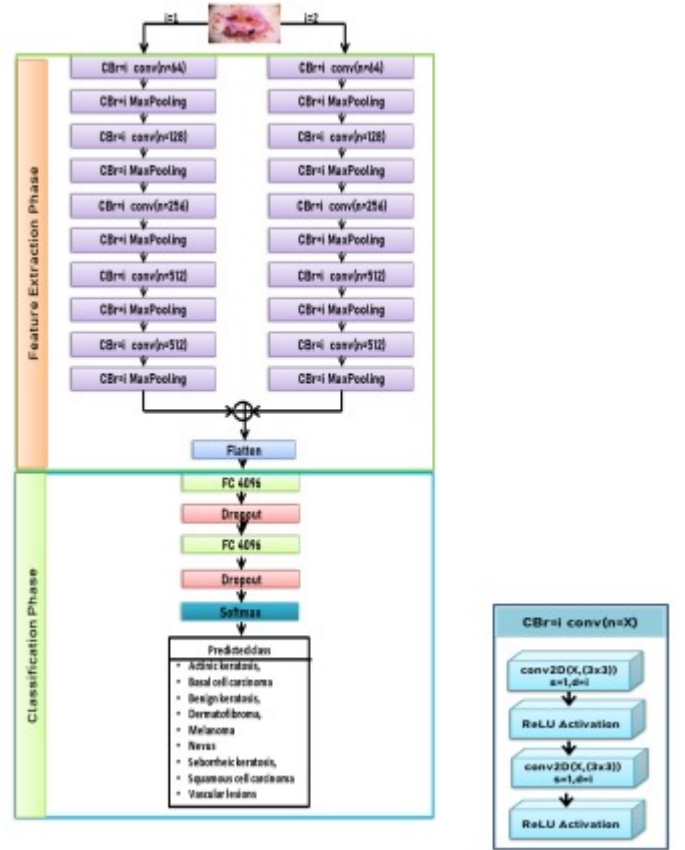 i=1
i=2
Feature Extraction Phase
CBr=i conv(n=64)
CBr=i MaxPooling
CBr=i conv(n=128)
CBr=i MaxPooling
CBr=i conv(n=256)
CBr=i MaxPooling
CBr=i conv(n=512)
CBr=i MaxPooling
CBr=i conv(n=512)
CBr=i MaxPooling
CBr=i conv(n=64)
CBr=i MaxPooling
CBr=i conv(n=128)
CBr=i MaxPooling
CBr=i conv(n=256)
CBr=i MaxPooling
CBr=i conv(n=512)
CBr=i MaxPooling
CBr=i conv(n=512)
CBr=i MaxPooling
Flatten
Classification Phase
FC 4096
Dropout
FC 4096
Dropout
Softmax
Predicted class
• Actinic keratosis,
• Basal cell carcinoma
• Benign keratosis,
• Dermatofibroma,
• Melanoma
• Nevus
• Seborrheic keratosis,
• Squamous cell carcinoma
• Vascular lesions
CBr=i conv(n=X)
conv2D(X,(3x3))
s=1,d=i
ReLU Activation
conv2D(X,(3x3))
s=1,d=i
ReLU Activation